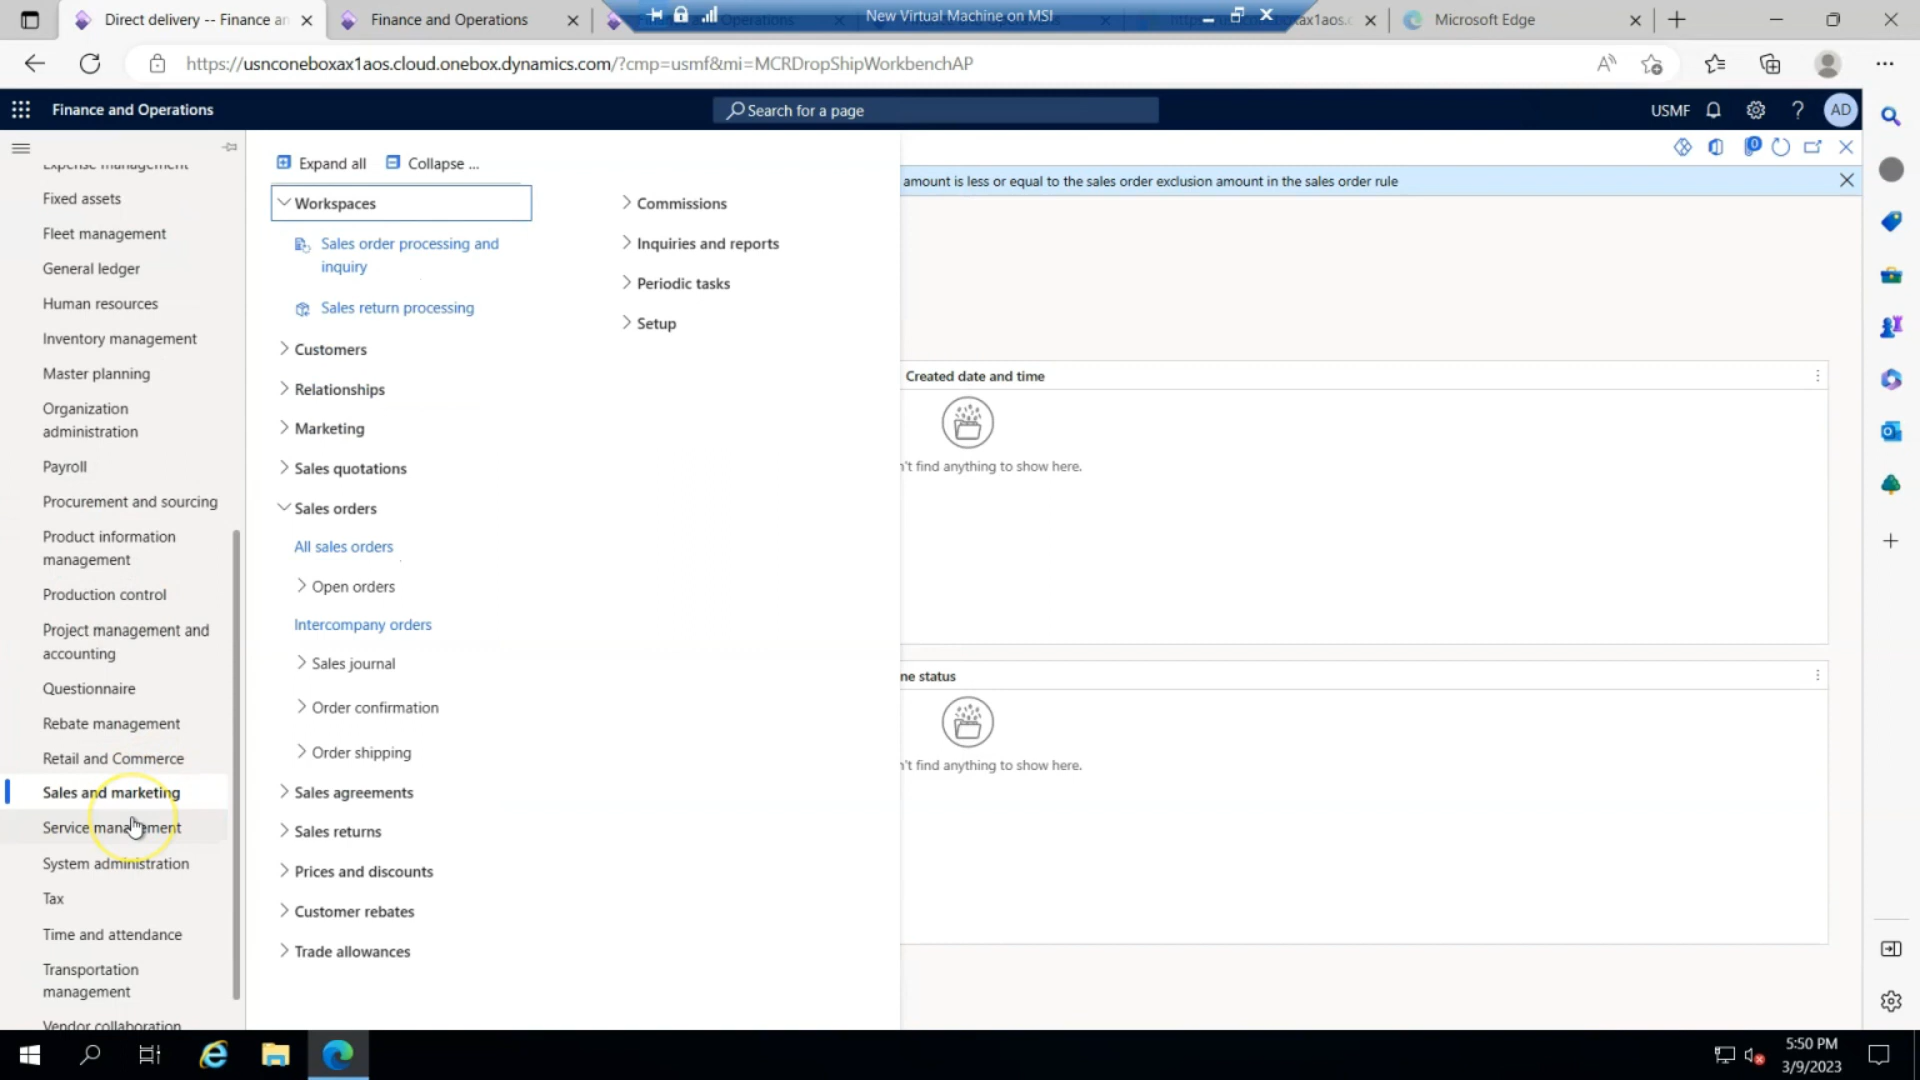 Direct delivery -- Finance an
Finance and Operations
New Virtual Machine on MSI
ax1aos.c
Microsoft Edge
https://usnconeboxax1aos.cloud.onebox.dynamics.com/?cmp=usmf&mi=MCRDropShipWorkbenchAP
Finance and Operations
Search for a page
USMF
AD
Expense management
Fixed assets
Fleet management
General ledger
Human resources
Inventory management
Master planning
Organization
administration
Payroll
Procurement and sourcing
Product information
management
Production control
Project management and
accounting
Questionnaire
Rebate management
Retail and Commerce
Sales and marketing
Service management
System administration
Tax
Time and attendance
Transportation
management
Vendor collaboration
Expand all
Collapse ...
Workspaces
Sales order processing and
inquiry
Sales return processing
Customers
Relationships
Marketing
Sales quotations
Sales orders
All sales orders
Open orders
Intercompany orders
Sales journal
Order confirmation
Order shipping
Sales agreements
Sales returns
Prices and discounts
Customer rebates
Trade allowances
Commissions
Inquiries and reports
Periodic tasks
Setup
0
amount is less or equal to the sales order exclusion amount in the sales order rule
Created date and time
't find anything to show here.
ne status
't find anything to show here.
5:50 PM
3/9/2023